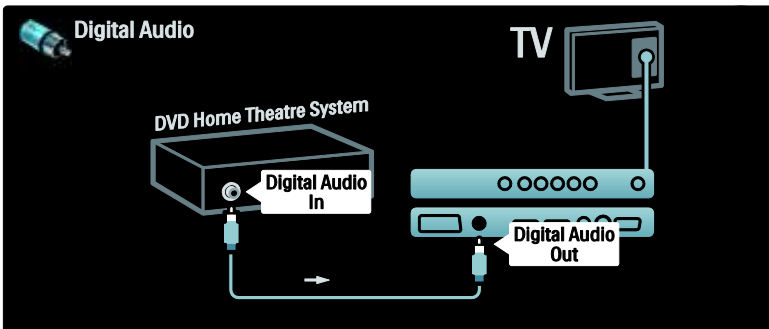 Digital Audio
TV
DVD Home Theatre System
Digital Audio
In
Digital Audio
Out